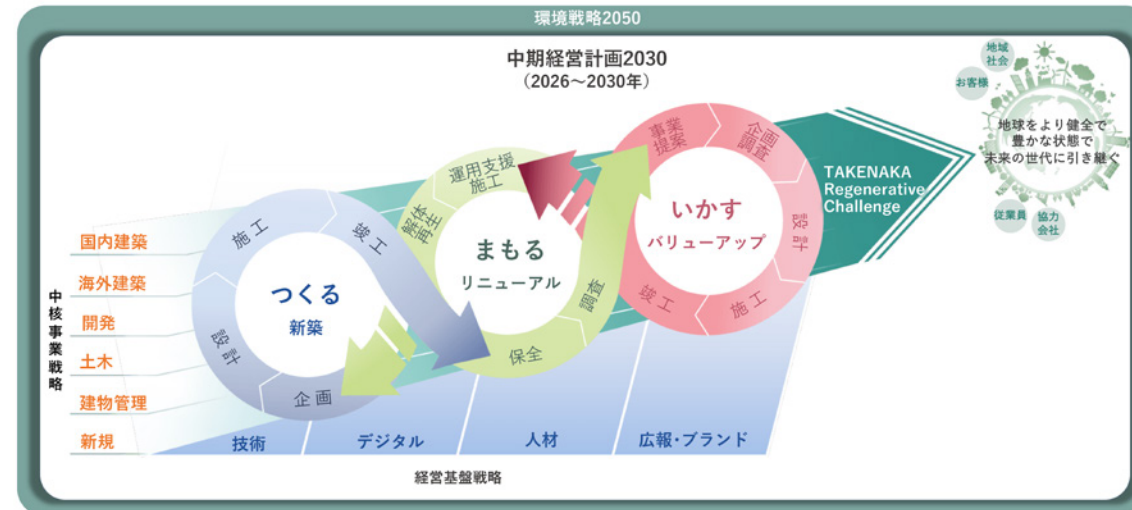 環境戦略2050
中期経営計画2030
（2026～2030年）
地域
社会
お客様
地球をより健全で
豊かな状態で
未来の世代に引き継ぐ
従業員
協力
会社
TAKENAKA
Regenerative
Challenge
中核事業戦略
国内建築
海外建築
開発
土木
建物管理
新規
つくる
新築
企画
設計
施工
竣工
まもる
リニューアル
保全
調査
運用支援
施工
解体
再生
いかす
バリューアップ
事業
提案
企画
調査
設計
施工
竣工
技術
デジタル
人材
広報・ブランド
経営基盤戦略